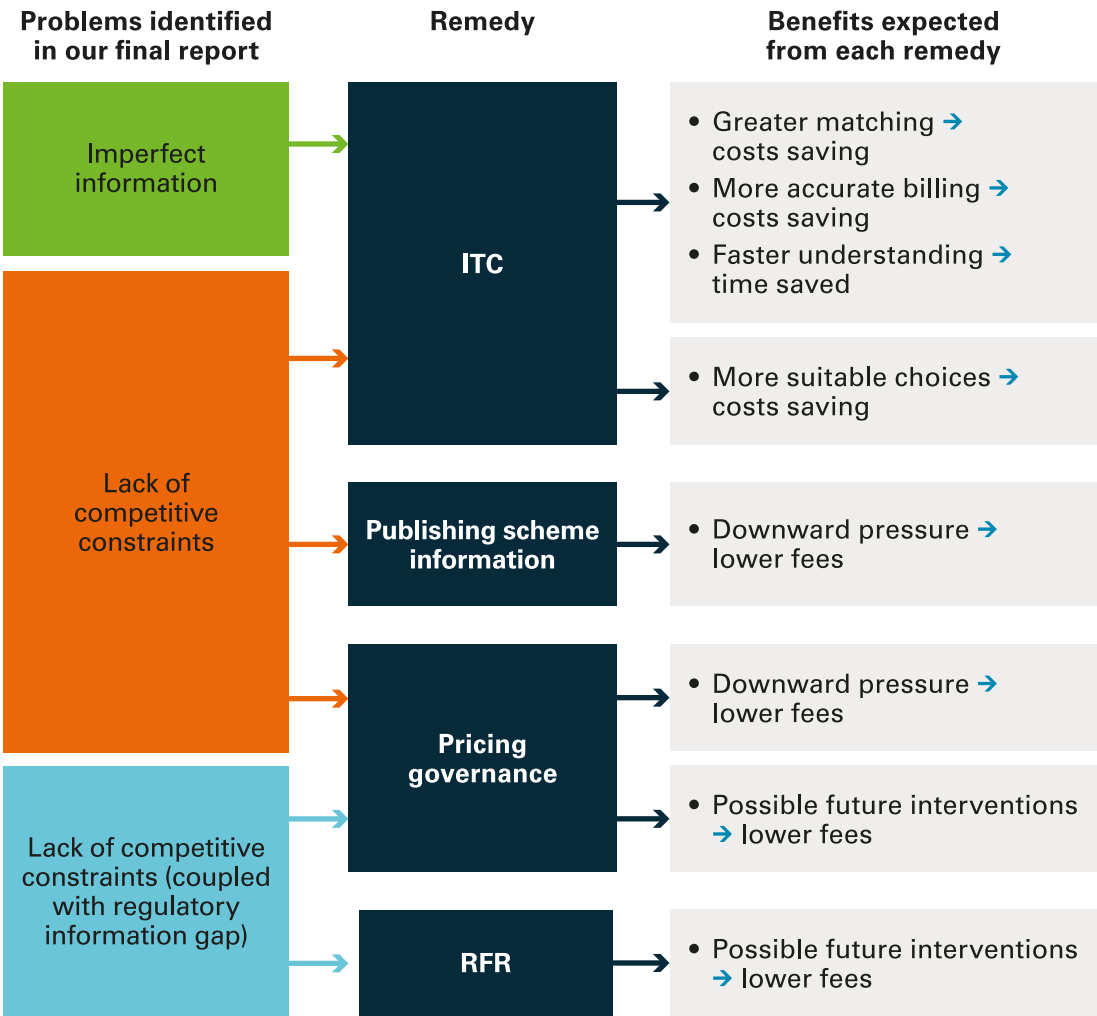 Problems identified
in our final report
Remedy
Benefits expected
from each remedy
Imperfect
information
ITC
• Greater matching →
costs saving
• More accurate billing →
costs saving
• Faster understanding →
time saved
• More suitable choices →
costs saving
Lack of
competitive
constraints
Publishing scheme
information
• Downward pressure →
lower fees
Pricing
governance
• Downward pressure →
lower fees
• Possible future interventions
→ lower fees
Lack of competitive
constraints (coupled
with regulatory
information gap)
RFR
• Possible future interventions
→ lower fees